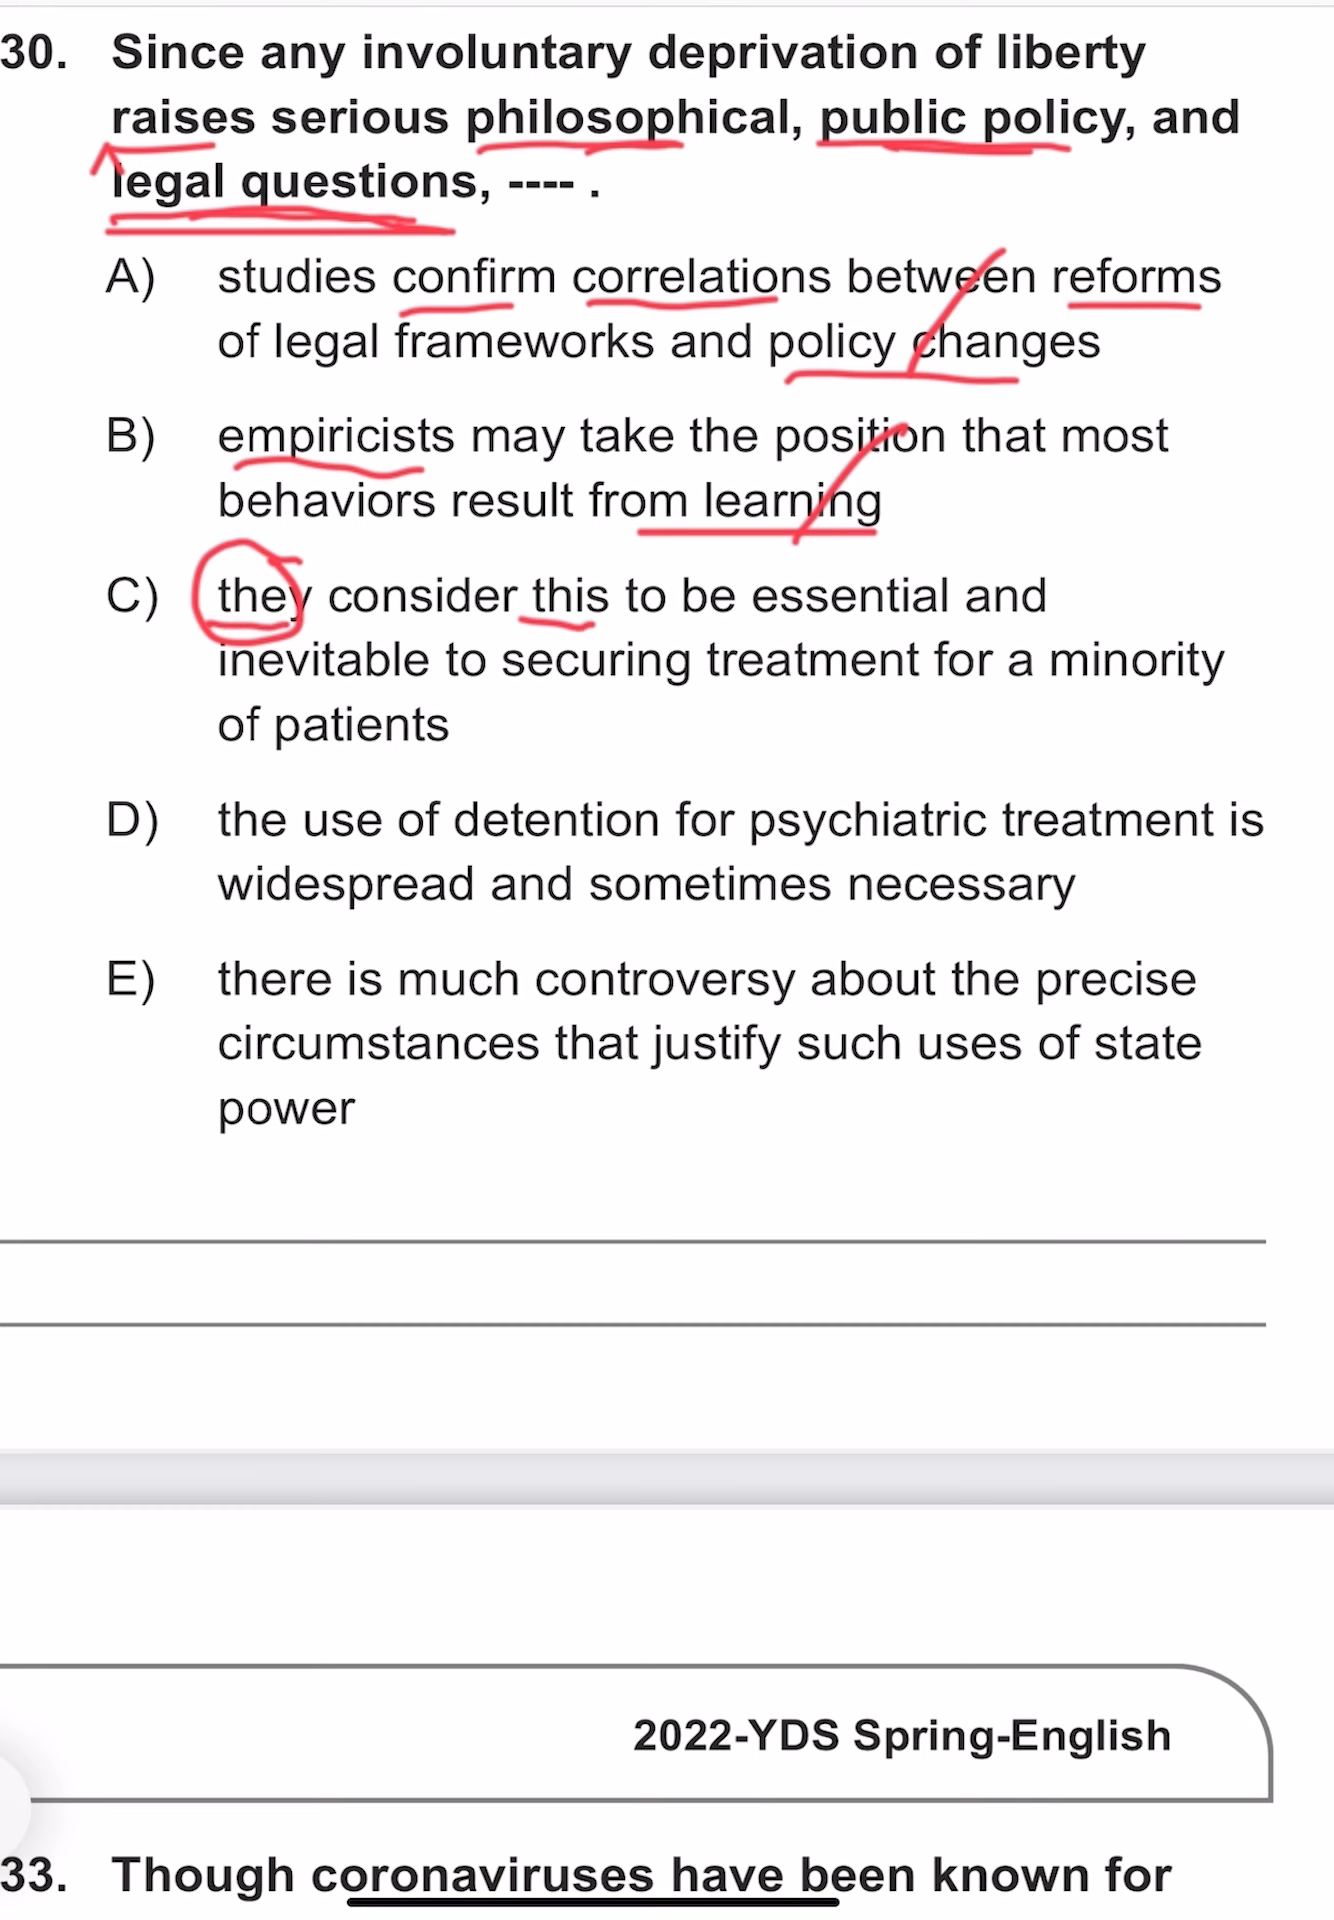 30. Since any involuntary deprivation of liberty
raises serious philosophical, public policy, and
legal questions, ---- .
A) studies confirm correlations between reforms
of legal frameworks and policy changes
B) empiricists may take the position that most
behaviors result from learning
C) they consider this to be essential and
inevitable to securing treatment for a minority
of patients
D) the use of detention for psychiatric treatment is
widespread and sometimes necessary
E) there is much controversy about the precise
circumstances that justify such uses of state
power
2022-YDS Spring-English
33. Though coronaviruses have been known for